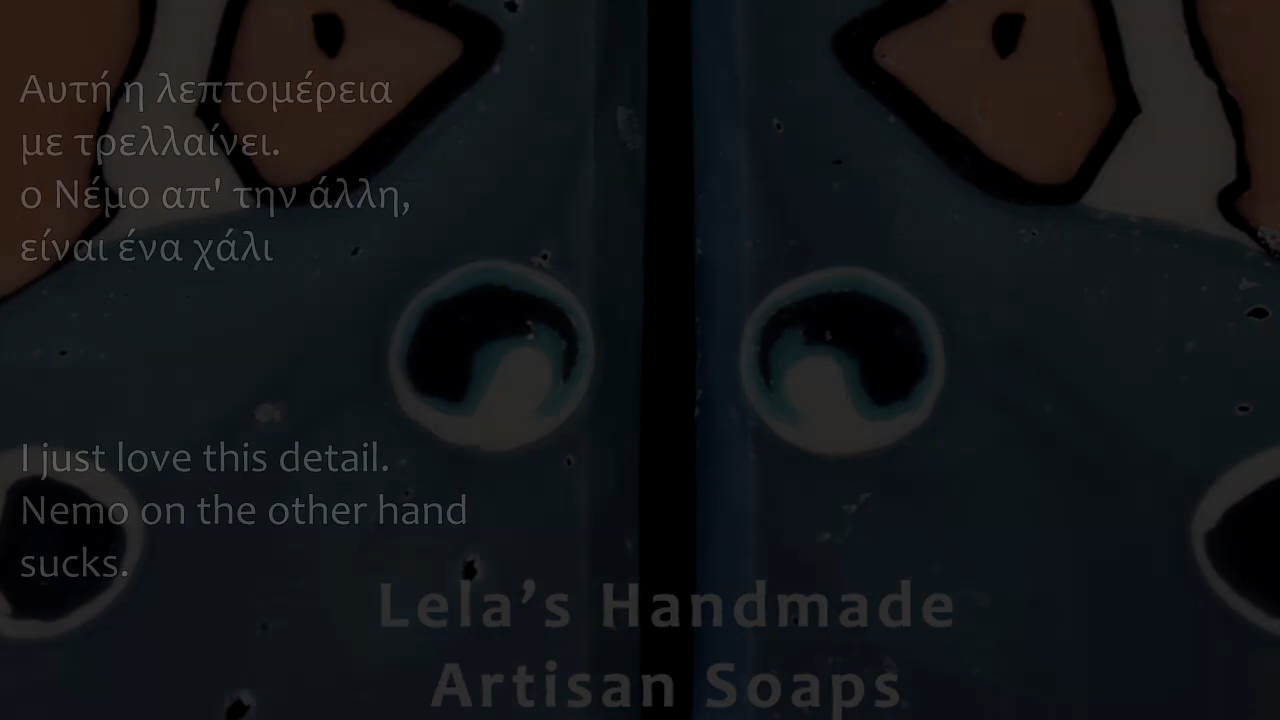 Αυτή η λεπτομέρεια
με τρελλαίνει.
ο Νέμο απ' την άλλη,
είναι ένα χάλι
I just love this detail.
Nemo on the other hand
sucks.
Lela’s Handmade
Artisan Soaps